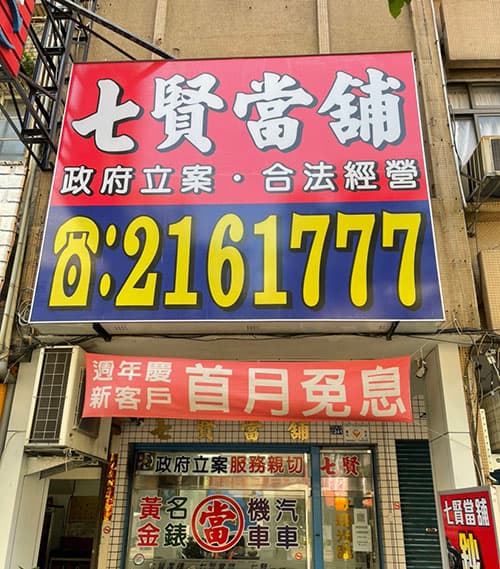 七賢當舖
政府立案·合法經營
☎:2161777
週年慶
新客戶
首月免息
七賢當舖
政府立案服務親切
七賢
黃金
名錶
當
機車
汽車
七賢當舖